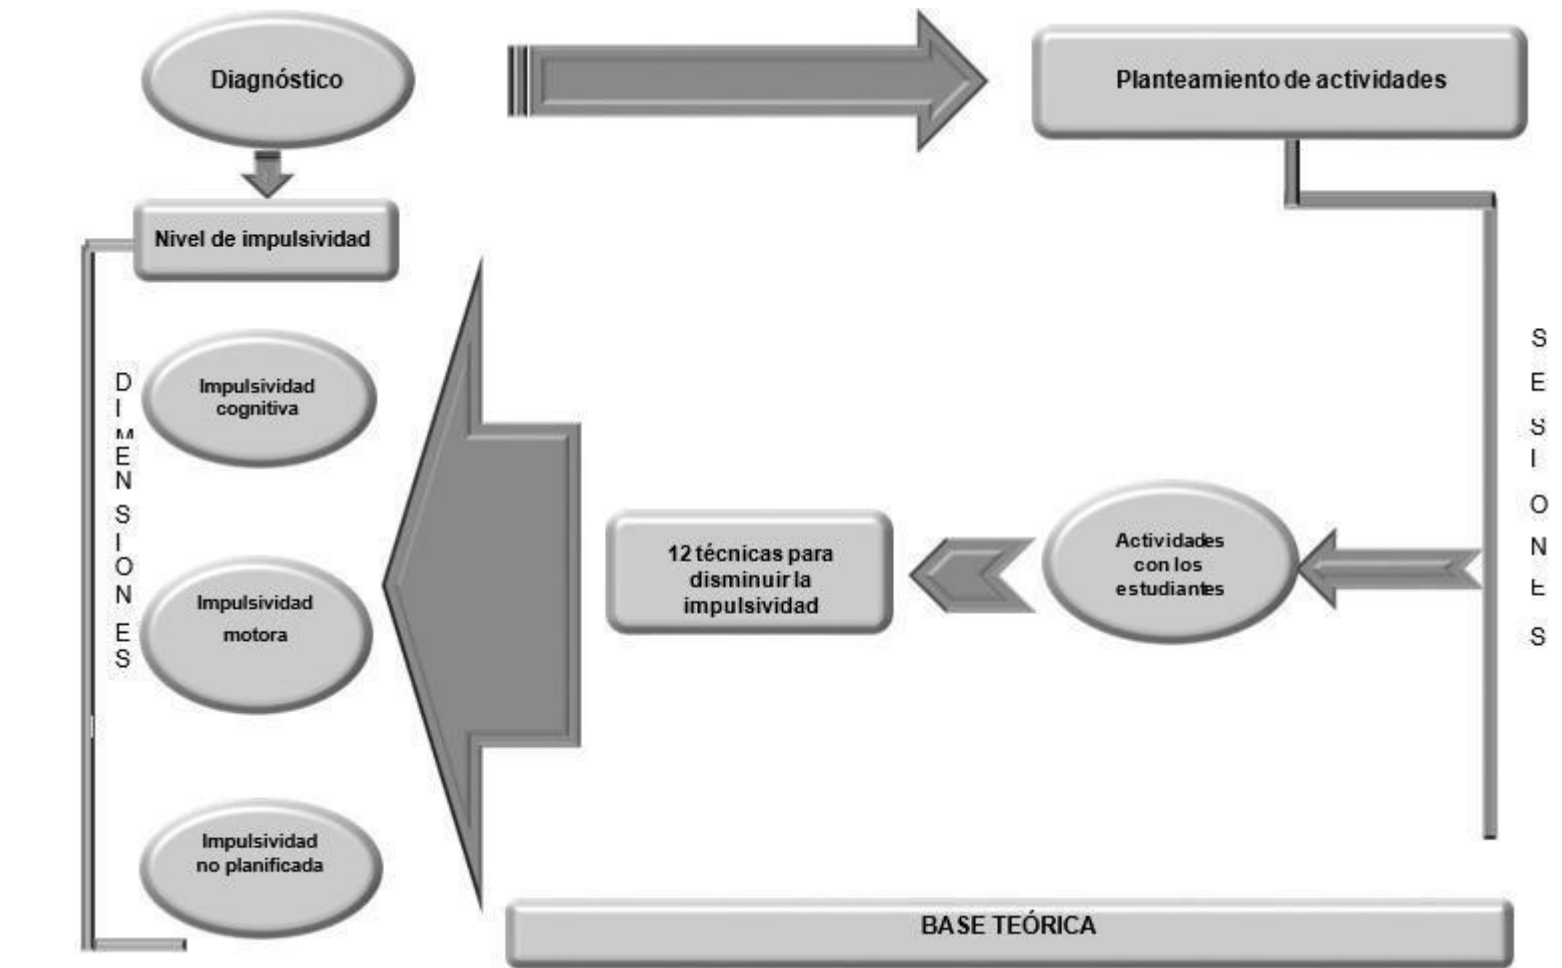 Diagnóstico
Planteamiento de actividades
Nivel de impulsividad
DIMENSIONES
Impulsividad
cognitiva
Impulsividad
motora
Impulsividad
no planificada
12 técnicas para
disminuir la
impulsividad
Actividades
con los
estudiantes
SESIONES
BASE TEÓRICA